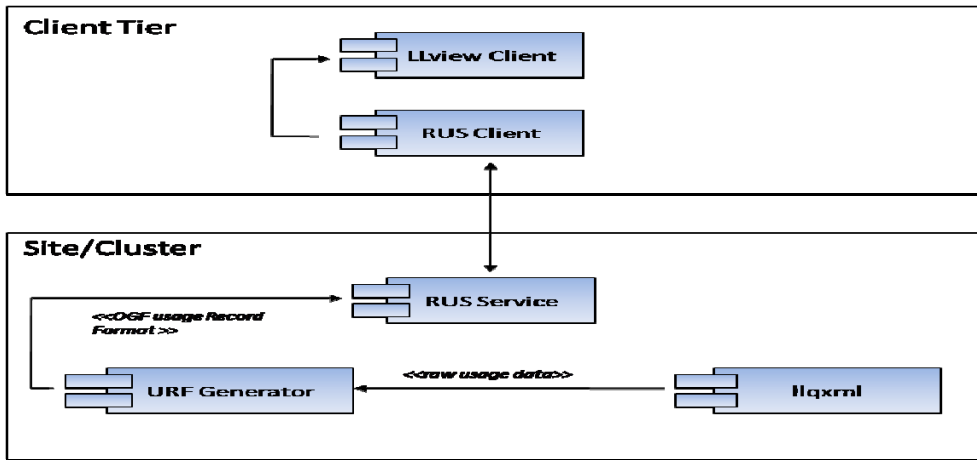 Client Tier
LLview Client
RUS Client
Site/Cluster
RUS Service
<<OGF usage Record
Format >>
<<raw usage data>>
URF Generator
llqxml